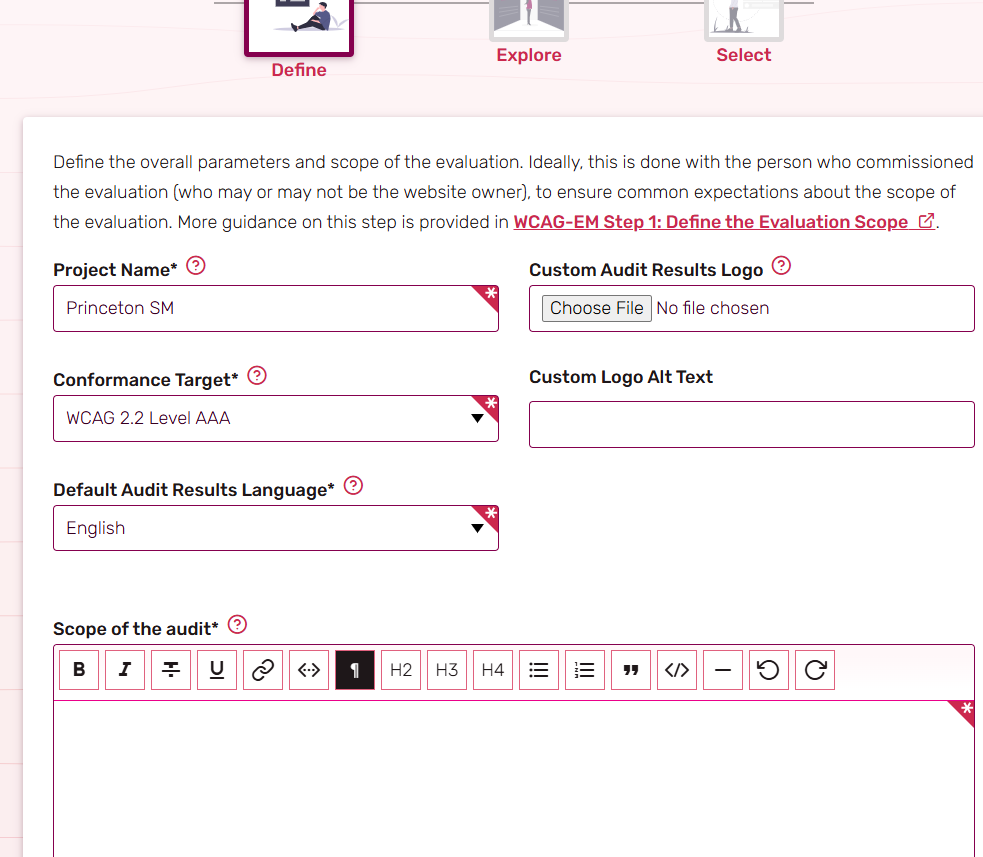 Define
Explore
Select
Define the overall parameters and scope of the evaluation. Ideally, this is done with the person who commissioned
the evaluation (who may or may not be the website owner), to ensure common expectations about the scope of
the evaluation. More guidance on this step is provided in WCAG-EM Step 1: Define the Evaluation Scope.
Project Name* ?
Custom Audit Results Logo ?
Princeton SM *
Choose File No file chosen
Conformance Target* ?
Custom Logo Alt Text
WCAG 2.2 Level AAA *
Default Audit Results Language* ?
English *
Scope of the audit* ?
B I T U ¶ H2 H3 H4 </>
*